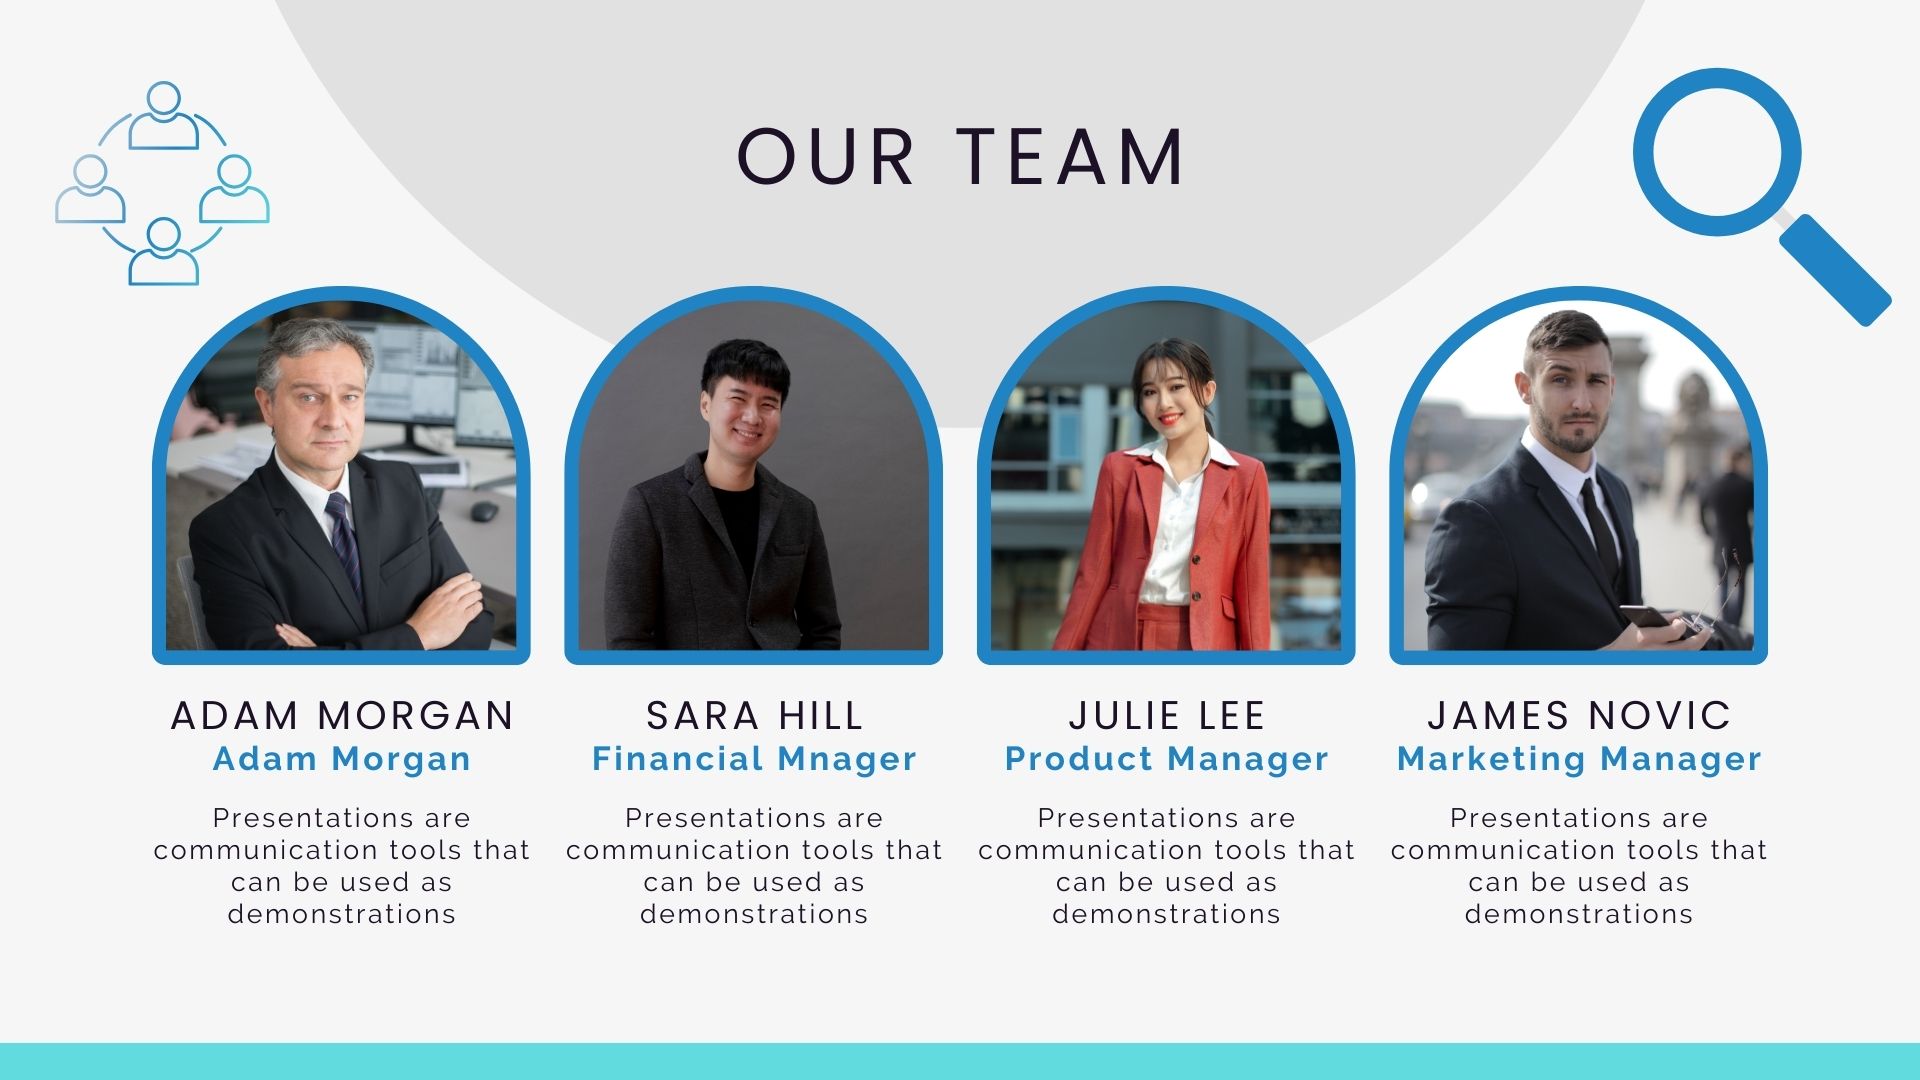 OUR TEAM
ADAM MORGAN
Adam Morgan
Presentations are
communication tools that
can be used as
demonstrations
SARA HILL
Financial Mnager
Presentations are
communication tools that
can be used as
demonstrations
JULIE LEE
Product Manager
Presentations are
communication tools that
can be used as
demonstrations
JAMES NOVIC
Marketing Manager
Presentations are
communication tools that
can be used as
demonstrations